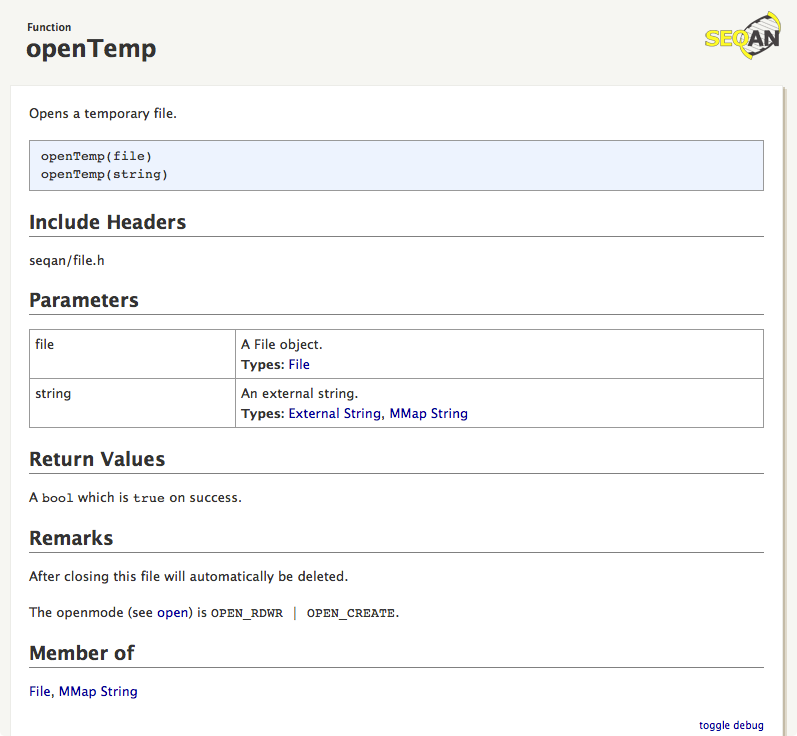 Function
openTemp
SEQAN
Opens a temporary file.
openTemp(file)
openTemp(string)
Include Headers
seqan/file.h
Parameters
file
A File object.
Types: File
string
An external string.
Types: External String, MMap String
Return Values
A bool which is true on success.
Remarks
After closing this file will automatically be deleted.
The openmode (see open) is OPEN_RDWR | OPEN_CREATE.
Member of
File, MMap String
toggle debug